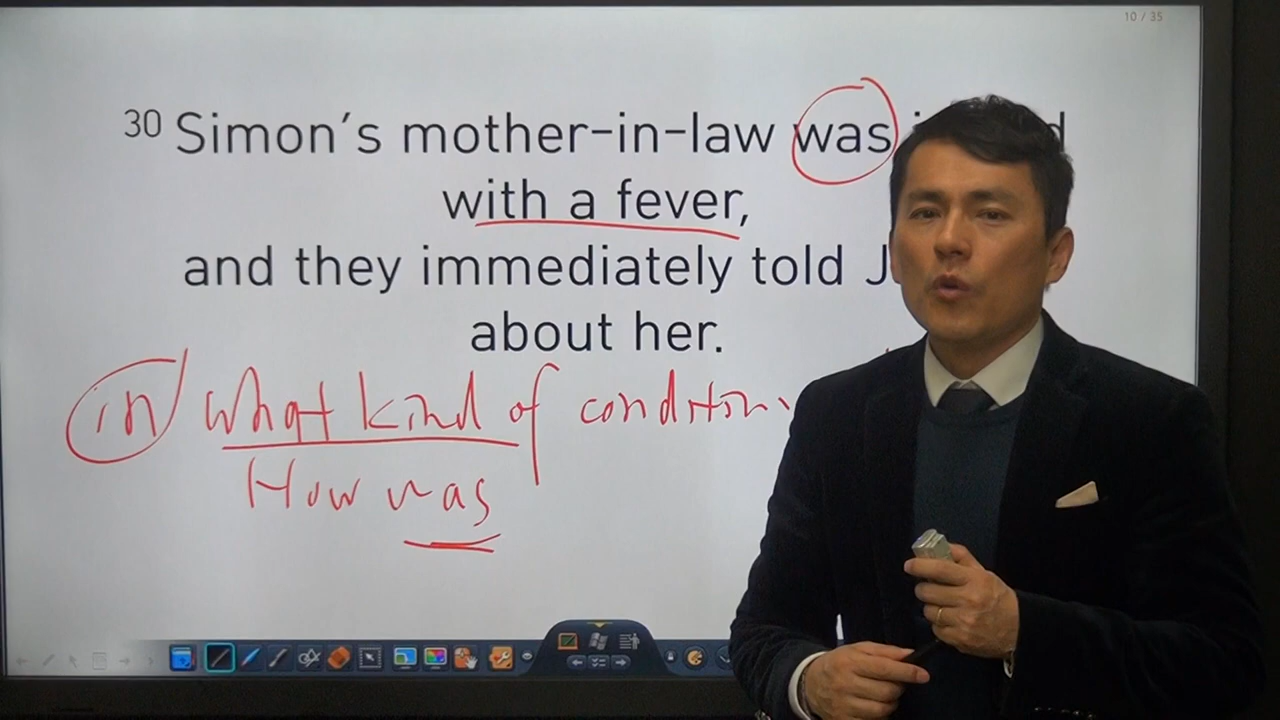 10 / 35
30 Simon's mother-in-law was
with a fever,
and they immediately told J
about her.
in what kind of condition
How was